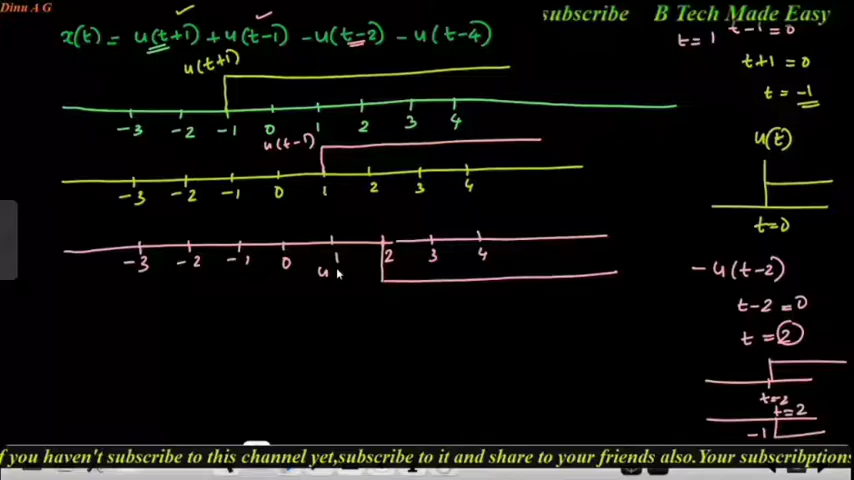 Dinu A G
subscribe B Tech Made Easy
x(t) = u(t+1) + u(t-1) - u(t-2) - u(t-4)
t=1 t-1=0
t+1=0
t=-1
u(t+1)
-3 -2 -1 0 1 2 3 4
u(t-1)
u(t)
t=0
-3 -2 -1 0 1 2 3 4
-3 -2 -1 0 1 2 3 4
u
-u(t-2)
t-2=0
t=2
t=2
t=2
-1
f you haven't subscribe to this channel yet,subscribe to it and share to your friends also.Your subscribptions